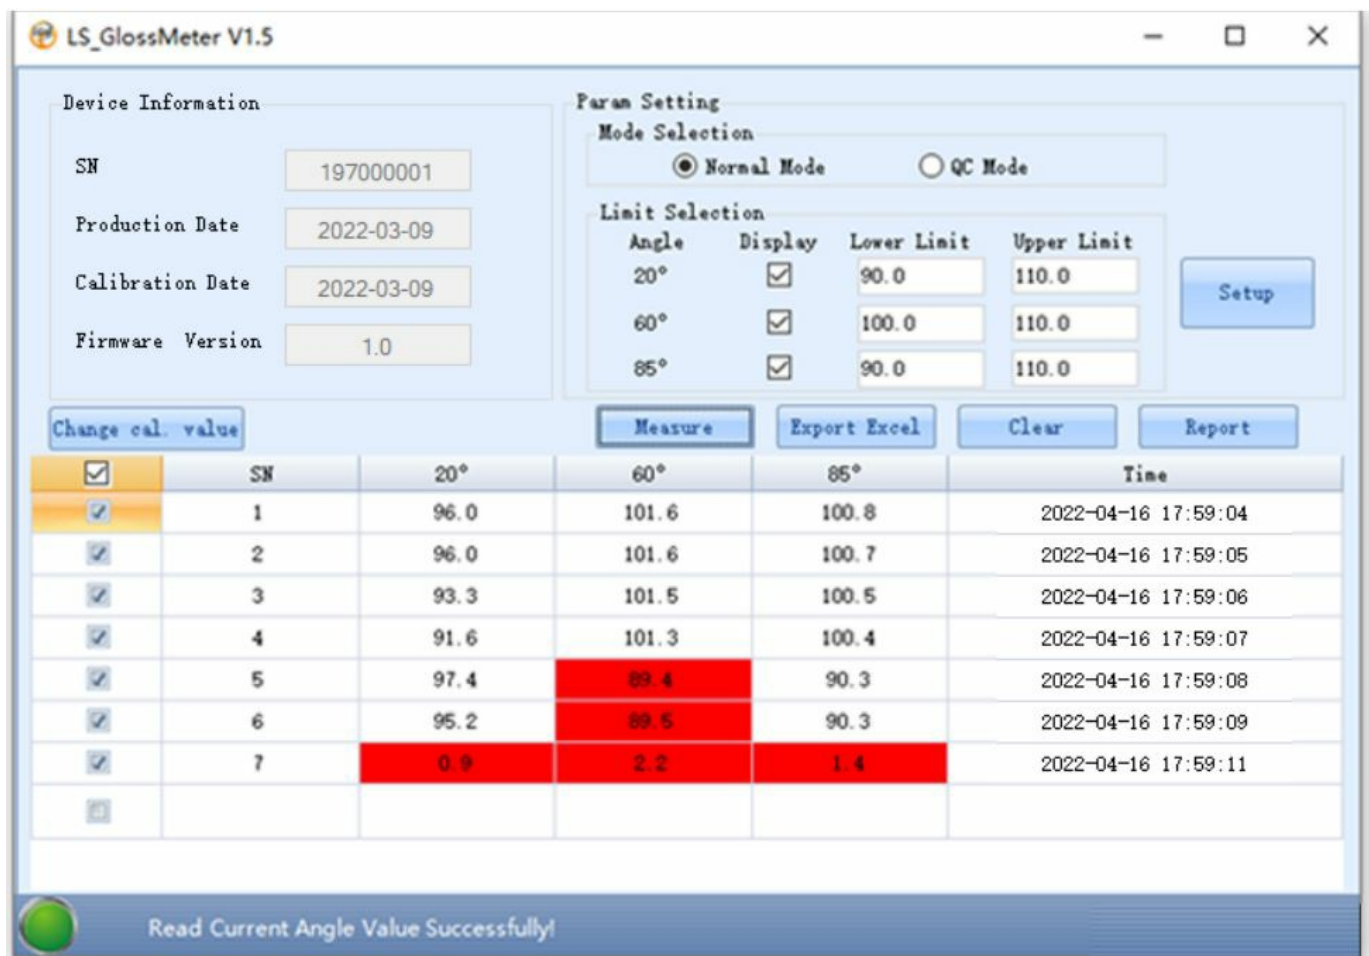 LS_GlossMeter V1.5
Device Information
SN 197000001
Production Date 2022-03-09
Calibration Date 2022-03-09
Firmware Version 1.0
Param Setting
Mode Selection
Normal Mode QC Mode
Limit Selection
Angle Display Lower Limit Upper Limit
20° 90.0 110.0
60° 100.0 110.0
85° 90.0 110.0
Setup
Change cal. value Measure Export Excel Clear Report
SN 20° 60° 85° Time
1 96.0 101.6 100.8 2022-04-16 17:59:04
2 96.0 101.6 100.7 2022-04-16 17:59:05
3 93.3 101.5 100.5 2022-04-16 17:59:06
4 91.6 101.3 100.4 2022-04-16 17:59:07
5 97.4 89.4 90.3 2022-04-16 17:59:08
6 95.2 89.5 90.3 2022-04-16 17:59:09
7 0.9 2.2 1.4 2022-04-16 17:59:11
Read Current Angle Value Successfully!